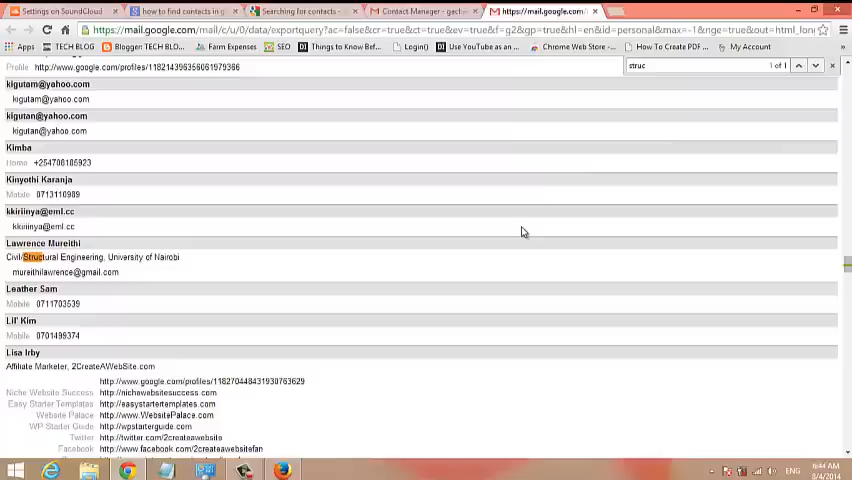 Settings on SoundCloud
how to find contacts in g
Searching for contacts -
Contact Manager - gach
https://mail.google.com/
https://mail.google.com/mail/c/u/0/data/exportquery?ac=false&cr=true&ct=true&ev=true&f=g2&gp=true&hl=en&id=personal&max=-1&nge=true&out=html_long
TECH BLOG
Blogger: TECH BLOG
Farm Expenses
SEO
Things to Know Bef
Login()
Use YouTube as an
Chrome Web Store -
How To Create PDF
My Account
Profile http://www.google.com/profiles/118214396356061979366
struc 1 of 1
kigutam@yahoo.com
kigutam@yahoo.com
kigutan@yahoo.com
kigutan@yahoo.com
Kimba
Home +254708185923
Kinyothi Karanja
Mobile 0713110989
kkiriinya@eml.cc
kkiriinya@eml.cc
Lawrence Mureithi
Civil/Structural Engineering, University of Nairobi
mureithilawrence@gmail.com
Leather Sam
Mobile 0711703539
Lil' Kim
Mobile 0701499374
Lisa Irby
Affiliate Marketer, 2CreateAWebSite.com
http://www.google.com/profiles/118270448431930763629
Niche Website Success http://nichewebsitesuccess.com
Easy Starter Templates http://easystartertemplates.com
Website Palace http://www.WebsitePalace.com
WP Starter Guide http://wpstarterguide.com
Twitter http://twitter.com/2createawebsite
Facebook http://www.facebook.com/2createawebsitefan
ENG
8:44 AM
8/4/2014